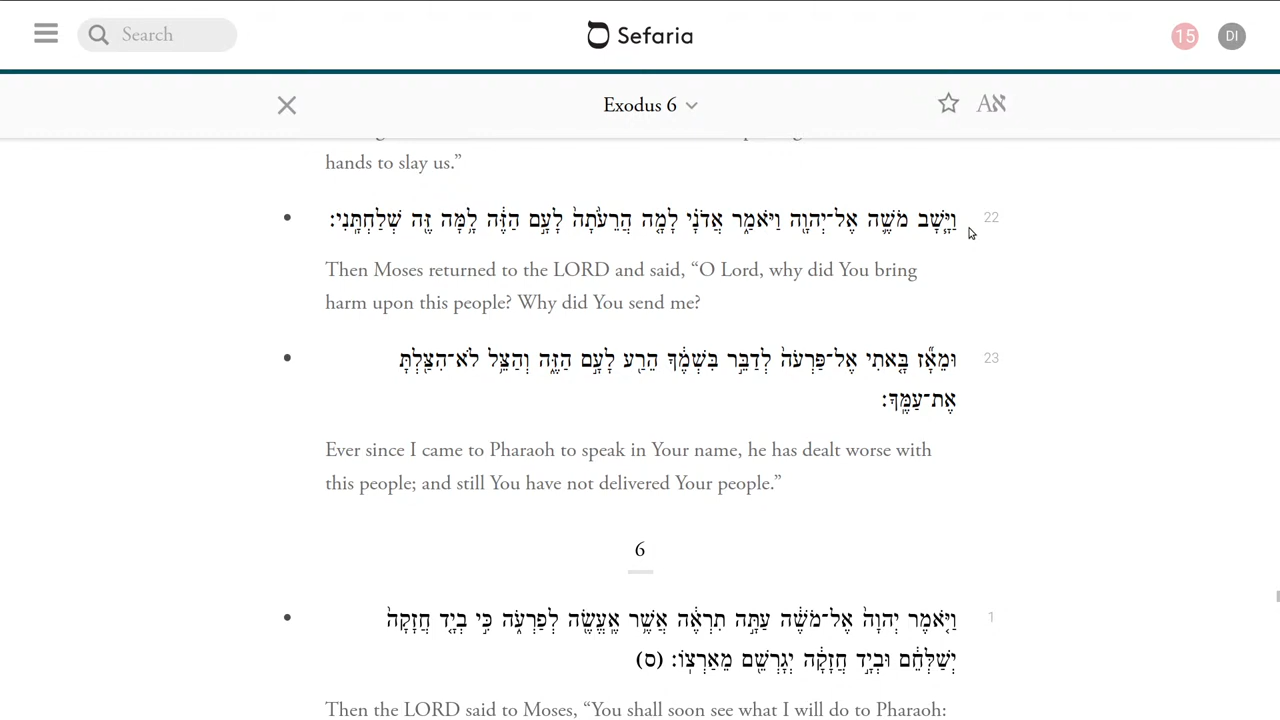 Search
Sefaria
15
DI
Exodus 6
Aא
hands to slay us.”
וַיָּ֧שׇׁב מֹשֶׁ֛ה אֶל־יְהֹוָ֖ה וַיֹּאמַ֑ר אֲדֹנָ֗י לָמָ֤ה הֲרֵעֹ֙תָה֙ לָעָ֣ם הַזֶּ֔ה לָ֥מָּה זֶּ֖ה שְׁלַחְתָּֽנִי׃
22
Then Moses returned to the LORD and said, “O Lord, why did You bring
harm upon this people? Why did You send me?
וּמֵאָ֞ז בָּ֤אתִי אֶל־פַּרְעֹה֙ לְדַבֵּ֣ר בִּשְׁמֶ֔ךָ הֵרַ֖ע לָעָ֣ם הַזֶּ֑ה וְהַצֵּ֥ל לֹא־הִצַּ֖לְתָּ
23
אֶת־עַמֶּֽךָ׃
Ever since I came to Pharaoh to speak in Your name, he has dealt worse with
this people; and still You have not delivered Your people.”
6
וַיֹּ֤אמֶר יְהֹוָה֙ אֶל־מֹשֶׁ֔ה עַתָּ֣ה תִרְאֶ֔ה אֲשֶׁ֥ר אֶֽעֱשֶׂ֖ה לְפַרְעֹ֑ה כִּ֣י בְיָ֤ד חֲזָקָה֙
1
יְשַׁלְּחֵ֔ם וּבְיָ֣ד חֲזָקָ֔ה יְגָרְשֵׁ֖ם מֵאַרְצֽוֹ׃ (ס)
Then the LORD said to Moses, “You shall soon see what I will do to Pharaoh: